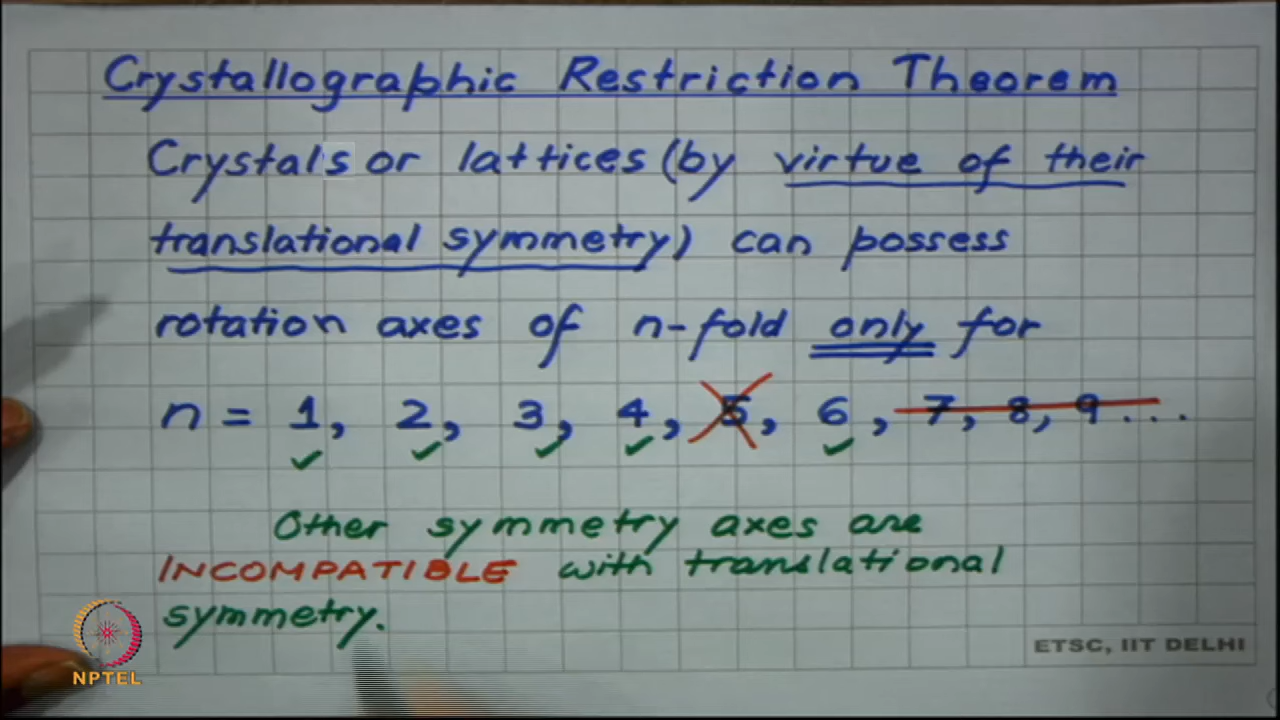 Crystallographic Restriction Theorem
Crystals or lattices (by virtue of their
translational symmetry) can possess
rotation axes of n-fold only for
n = 1, 2, 3, 4, 5, 6, 7, 8, 9 ...
Other symmetry axes are
INCOMPATIBLE with translational
symmetry.
NPTEL
ETSC, IIT DELHI